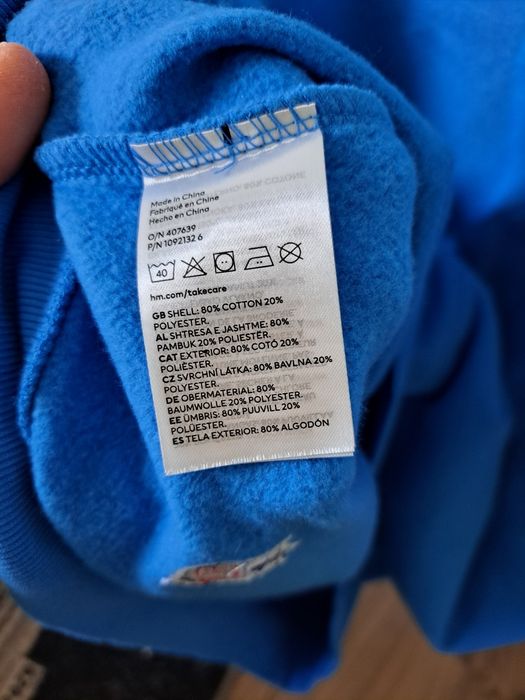 Made in China
Fabriqué en Chine
Hecho en China
O/N 407639
P/N 1092132 6
40
hm.com/takecare
GB SHELL: 80% COTTON 20%
POLYESTER.
AL SHTRESA E JASHTME: 80%
PAMBUK 20% POLIESTËR.
CAT EXTERIOR: 80% COTÓ 20%
POLIÈSTER.
CZ SVRCHNÍ LÁTKA: 80% BAVLNA 20%
POLYESTER.
DE OBERMATERIAL: 80%
BAUMWOLLE 20% POLYESTER.
EE ÜMBRIS: 80% PUUVILL 20%
POLÜESTER.
ES TELA EXTERIOR: 80% ALGODÓN